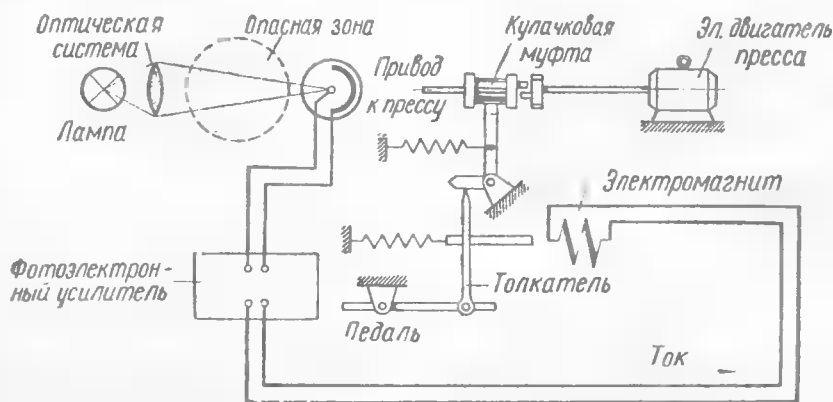 Оптическая
система
Опасная зона
Лампа
Привод
к прессу
Кулачковая
муфта
Эл. двигатель
пресса
Электромагнит
Фотоэлектрон-
ный усилитель
Толкатель
Педаль
Ток